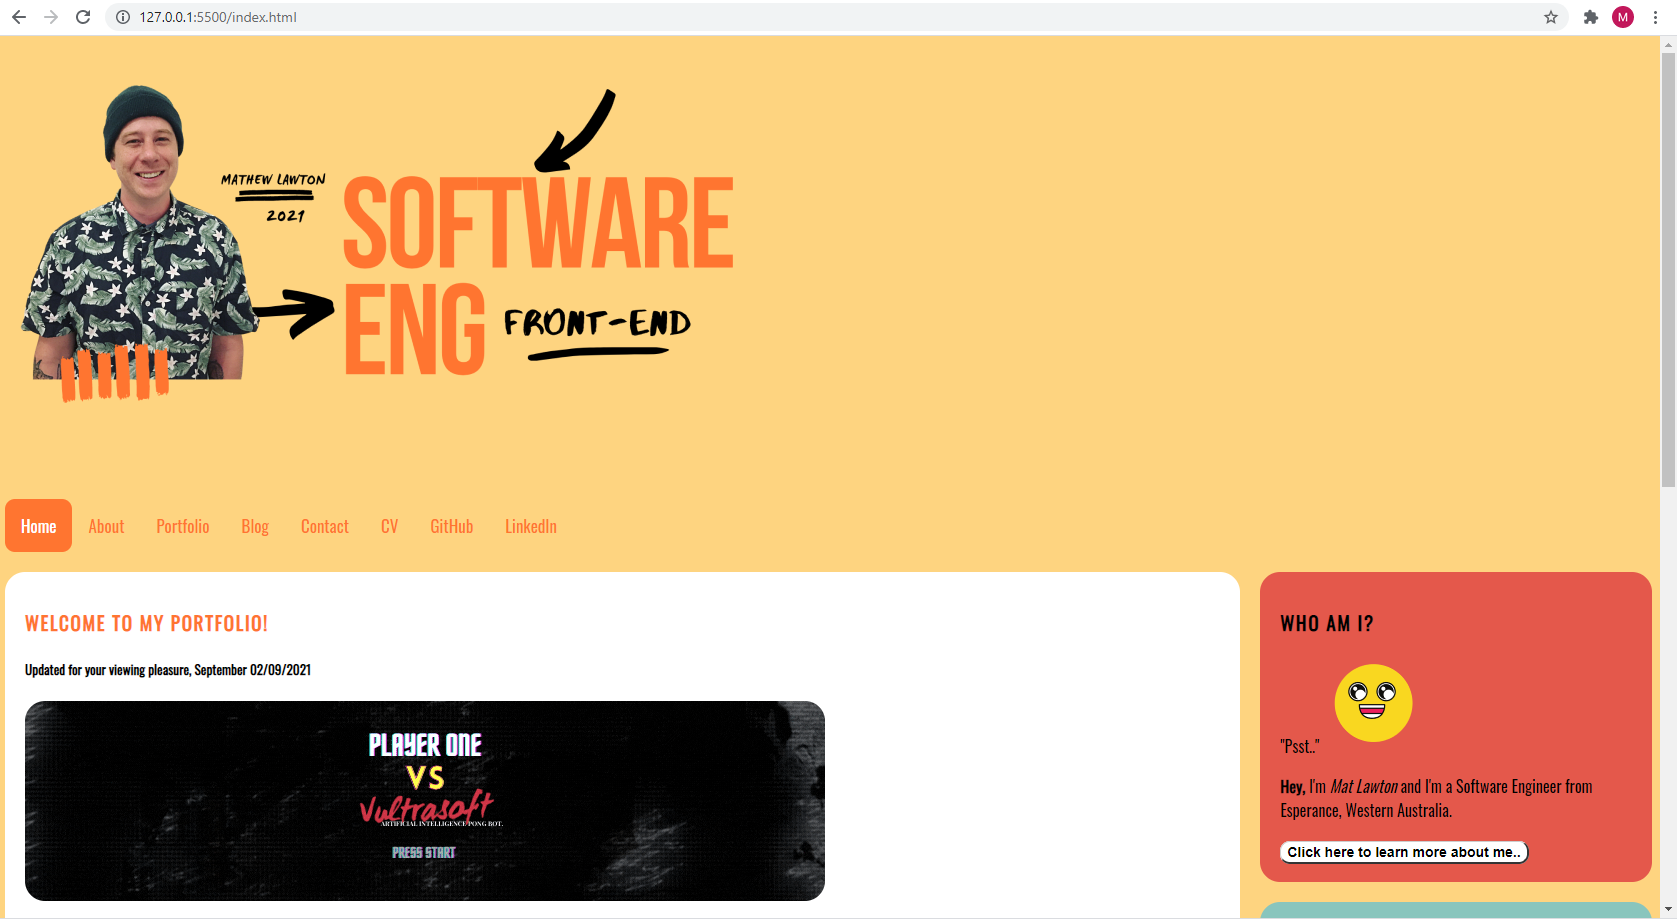 127.0.0.1:5500/index.html
M
MATHEW LAWTON
2021
SOFTWARE
ENG
FRONT-END
Home About Portfolio Blog Contact CV GitHub LinkedIn
WELCOME TO MY PORTFOLIO!
Updated for your viewing pleasure, September 02/09/2021
PLAYER ONE
VS
Vultrasoft
ARTIFICIAL INTELLIGENCE PONG BOT.
PRESS START
WHO AM I?
"Psst.."
Hey, I'm Mat Lawton and I'm a Software Engineer from
Esperance, Western Australia.
Click here to learn more about me..